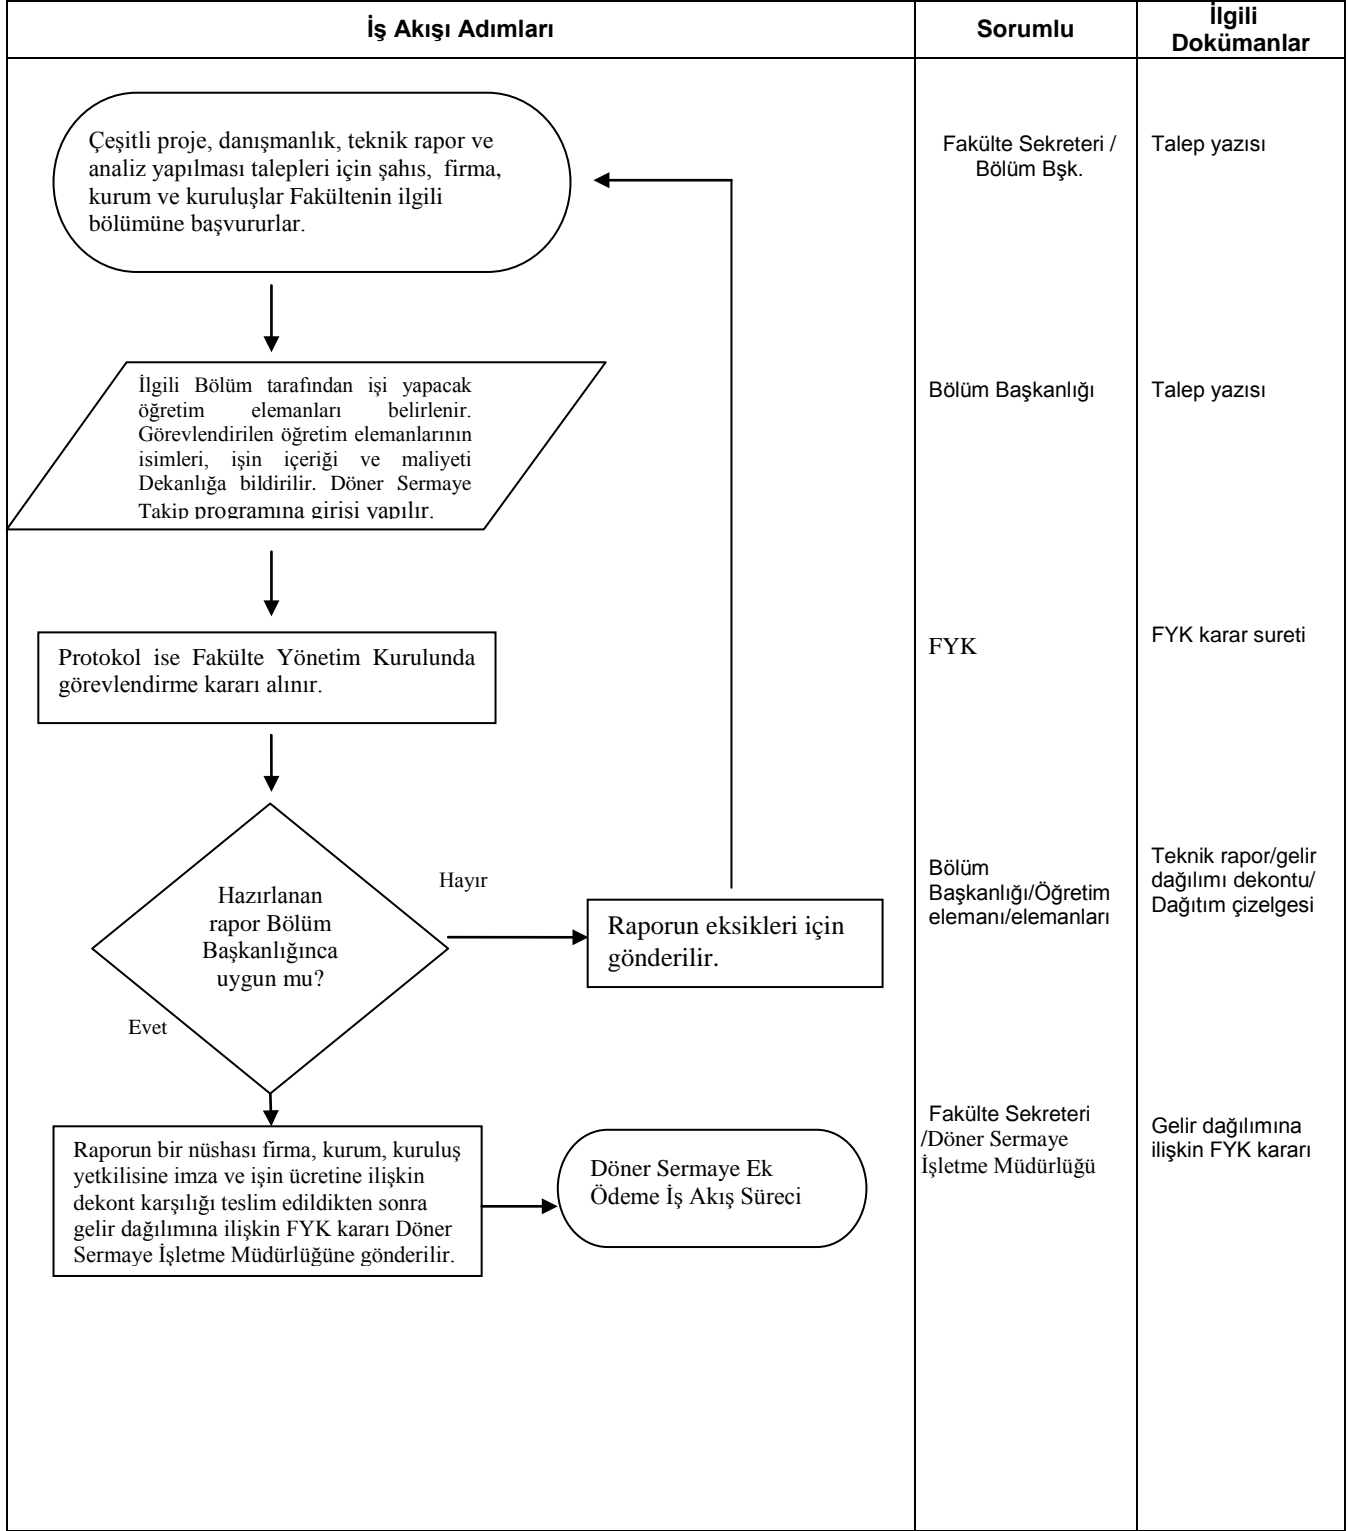 İş Akışı Adımları
Sorumlu
İlgili
Dokümanlar
Çeşitli proje, danışmanlık, teknik rapor ve
analiz yapılması talepleri için şahıs, firma,
kurum ve kuruluşlar Fakültenin ilgili
bölümüne başvururlar.
Fakülte Sekreteri /
Bölüm Bşk.
Talep yazısı
İlgili Bölüm tarafından işi yapacak
öğretim elemanları belirlenir.
Görevlendirilen öğretim elemanlarının
isimleri, işin içeriği ve maliyeti
Dekanlığa bildirilir. Döner Sermaye
Takip programına girişi yapılır.
Bölüm Başkanlığı
Talep yazısı
Protokol ise Fakülte Yönetim Kurulunda
görevlendirme kararı alınır.
FYK
FYK karar sureti
Hazırlanan
rapor Bölüm
Başkanlığınca
uygun mu?
Hayır
Evet
Raporun eksikleri için
gönderilir.
Bölüm
Başkanlığı/Öğretim
elemanı/elemanları
Teknik rapor/gelir
dağılımı dekontu/
Dağıtım çizelgesi
Raporun bir nüshası firma, kurum, kuruluş
yetkilisine imza ve işin ücretine ilişkin
dekont karşılığı teslim edildikten sonra
gelir dağılımına ilişkin FYK kararı Döner
Sermaye İşletme Müdürlüğüne gönderilir.
Döner Sermaye Ek
Ödeme İş Akış Süreci
Fakülte Sekreteri
/Döner Sermaye
İşletme Müdürlüğü
Gelir dağılımına
ilişkin FYK kararı